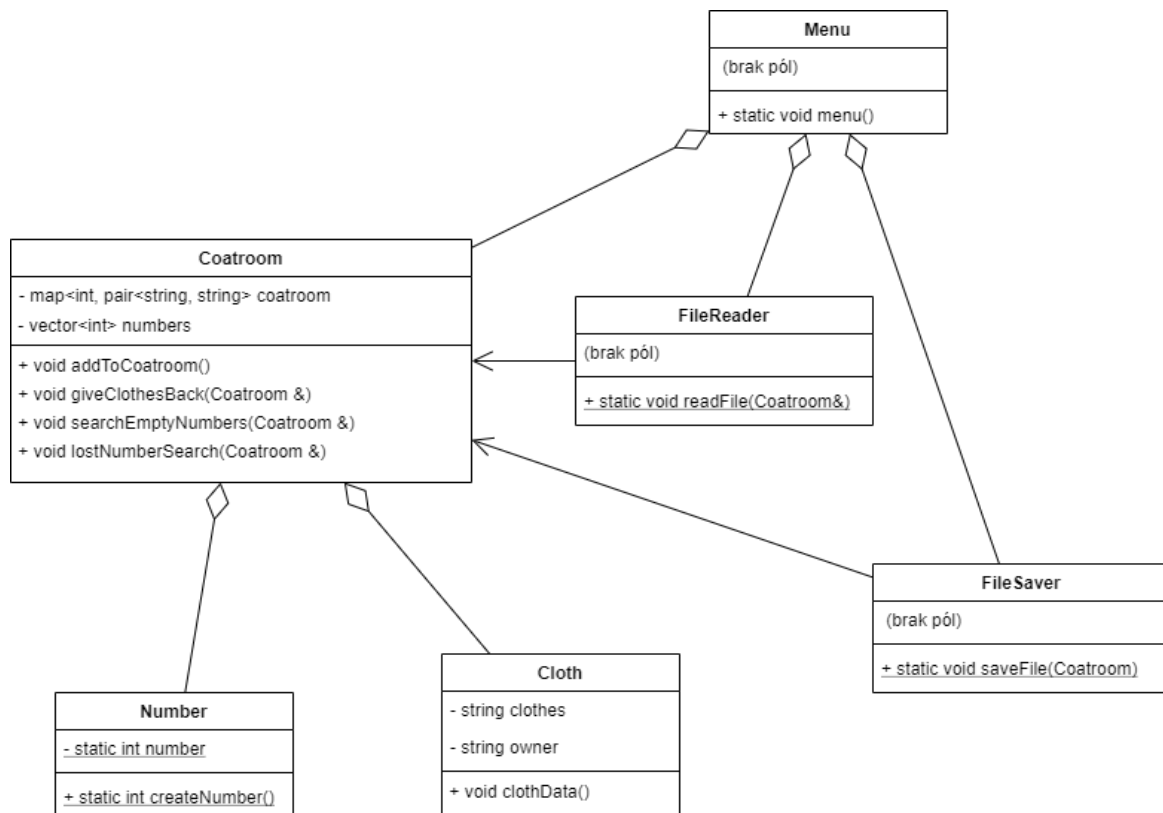 Menu
(brak pól)
+ static void menu()
Coatroom
- map<int, pair<string, string> coatroom
- vector<int> numbers
+ void addToCoatroom()
+ void giveClothesBack(Coatroom &)
+ void searchEmptyNumbers(Coatroom &)
+ void lostNumberSearch(Coatroom &)
FileReader
(brak pól)
+ static void readFile(Coatroom&)
FileSaver
(brak pól)
+ static void saveFile(Coatroom)
Number
- static int number
+ static int createNumber()
Cloth
- string clothes
- string owner
+ void clothData()